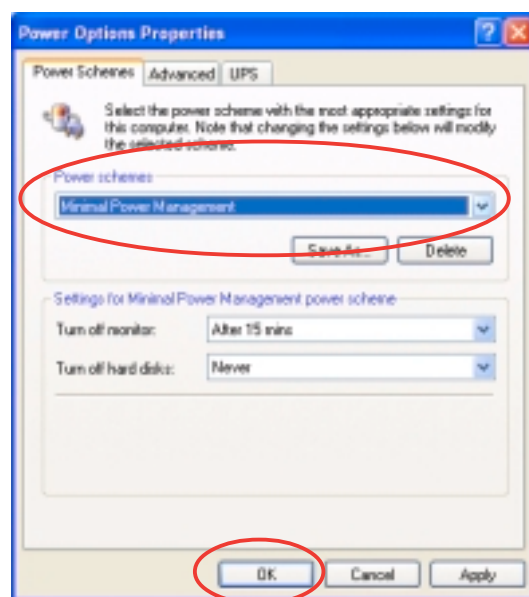 Power Options Properties
Power Schemes Advanced UPS
Select the power scheme with the most appropriate settings for
this computer. Note that changing the settings below will modify
the selected scheme.
Power schemes
Minimal Power Management
Save As... Delete
Settings for Minimal Power Management power scheme
Turn off monitor: After 15 mins
Turn off hard disks: Never
OK Cancel Apply